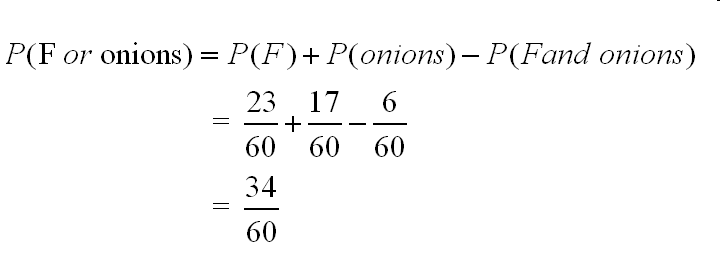 P(F or onions) = P(F) + P(onions) − P(Fand onions)
= 23/60 + 17/60 − 6/60
= 34/60